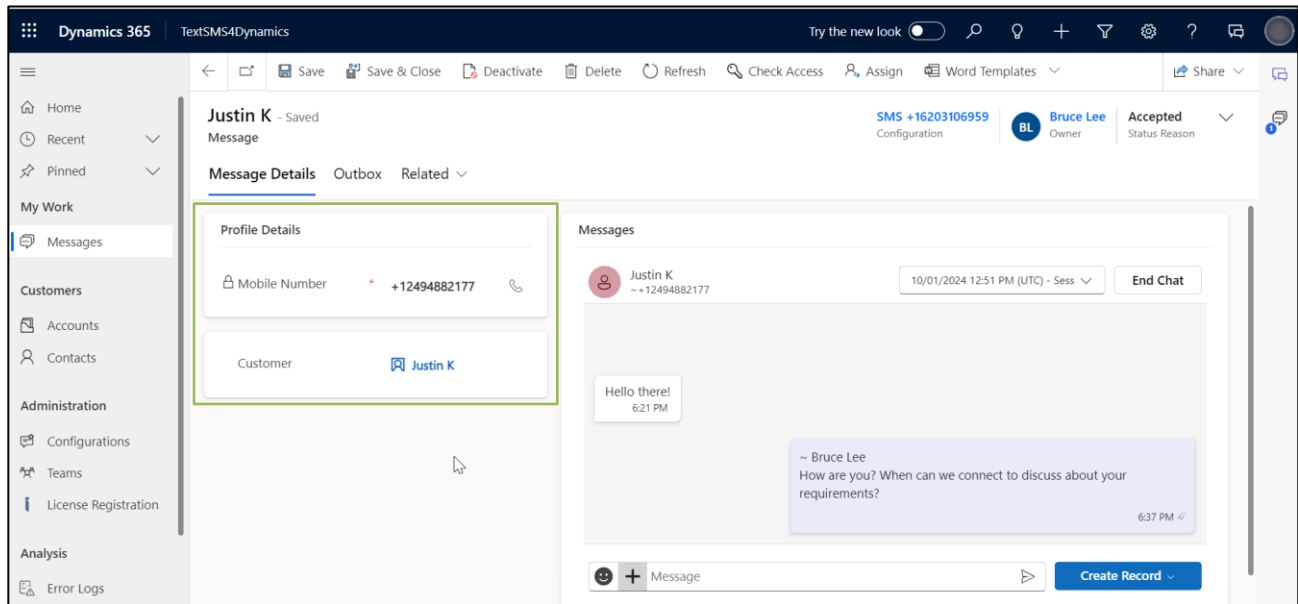 Dynamics 365 TextSMS4Dynamics Try the new look
Save Save & Close Deactivate Delete Refresh Check Access Assign Word Templates Share
Home
Recent
Pinned
My Work
Messages
Customers
Accounts
Contacts
Administration
Configurations
Teams
License Registration
Analysis
Error Logs
Justin K - Saved
Message
SMS +16203106959
Configuration
BL
Bruce Lee
Owner
Accepted
Status Reason
1
Message Details Outbox Related
Profile Details
Mobile Number * +12494882177
Customer Justin K
Messages
Justin K
~+12494882177
10/01/2024 12:51 PM (UTC) - Sess
End Chat
Hello there!
6:21 PM
~ Bruce Lee
How are you? When can we connect to discuss about your
requirements?
6:37 PM
Message
Create Record